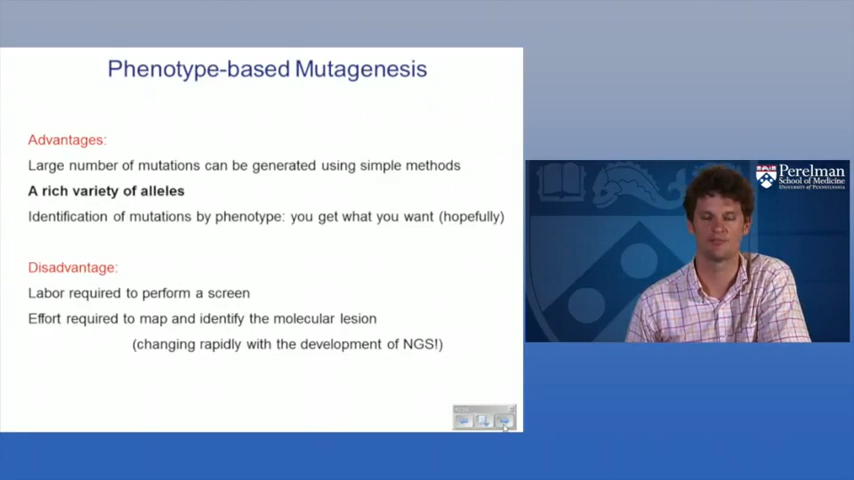 Phenotype-based Mutagenesis
Advantages:
Large number of mutations can be generated using simple methods
A rich variety of alleles
Identification of mutations by phenotype: you get what you want (hopefully)
Disadvantage:
Labor required to perform a screen
Effort required to map and identify the molecular lesion
(changing rapidly with the development of NGS!)
Perelman
School of Medicine
University of Pennsylvania